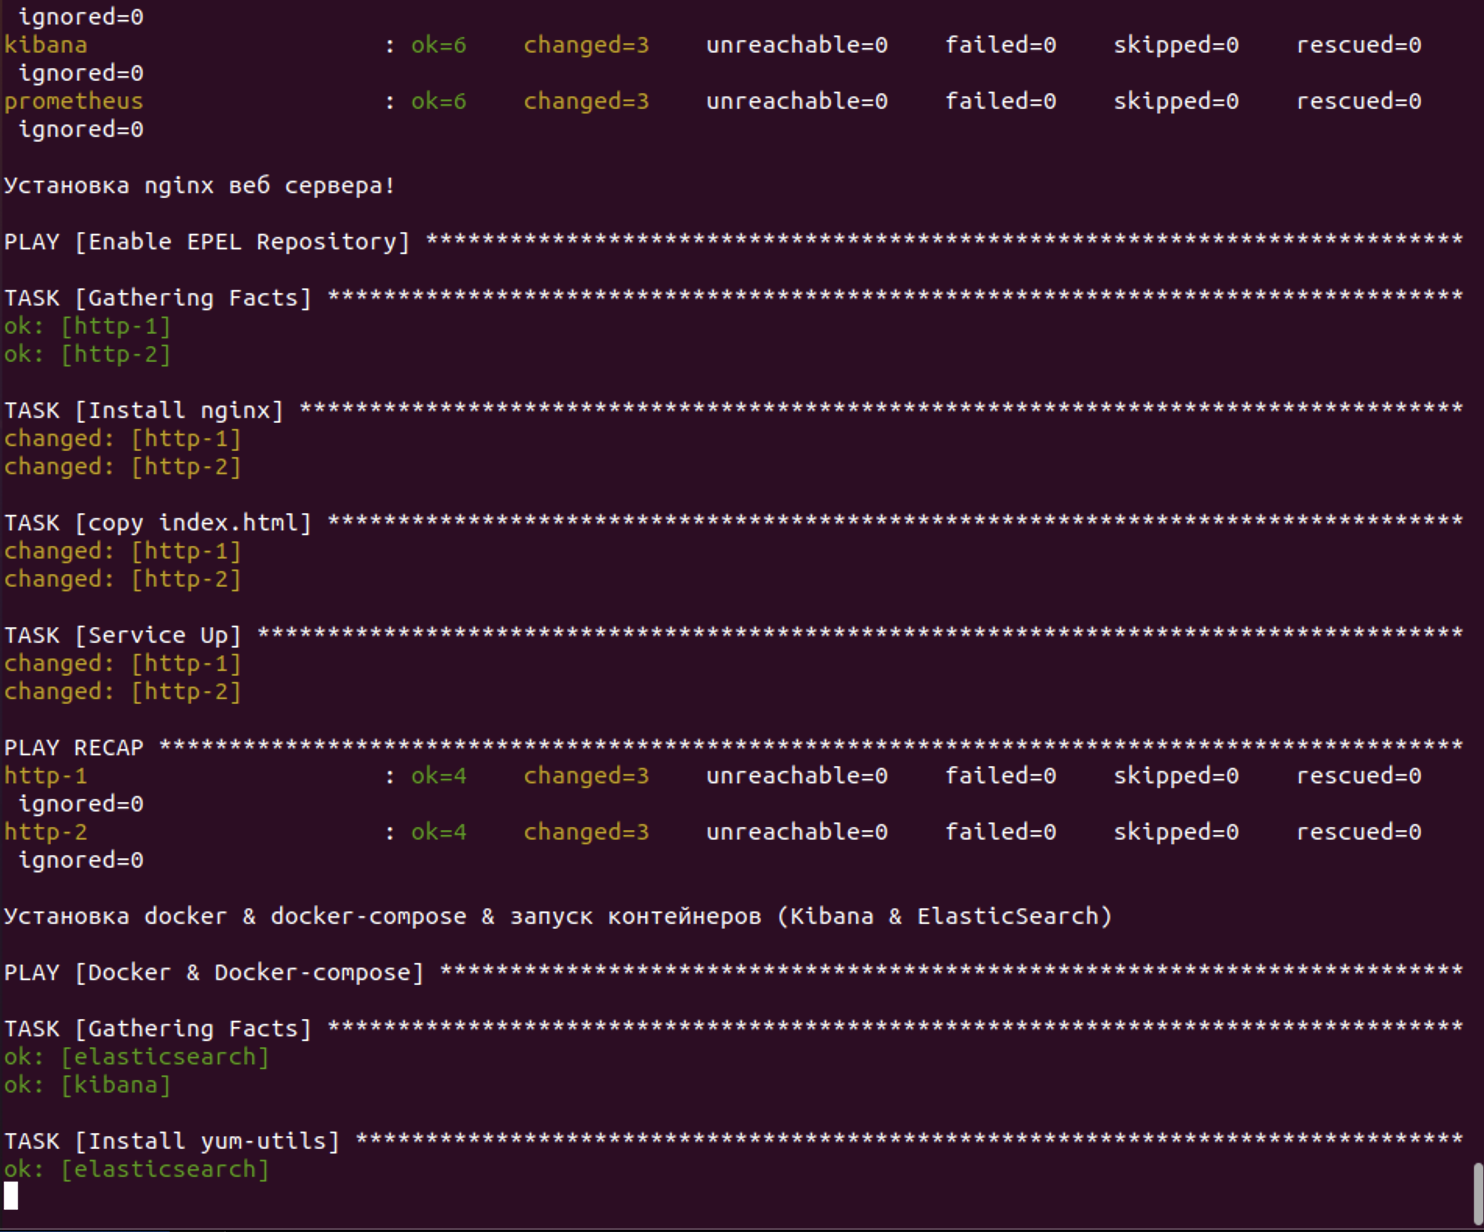 ignored=0
kibana                     : ok=6    changed=3    unreachable=0    failed=0    skipped=0    rescued=0
 ignored=0
prometheus                 : ok=6    changed=3    unreachable=0    failed=0    skipped=0    rescued=0
 ignored=0
Установка nginx веб сервера!
PLAY [Enable EPEL Repository] **************************************************************************
TASK [Gathering Facts] *********************************************************************************
ok: [http-1]
ok: [http-2]
TASK [Install nginx] ***********************************************************************************
changed: [http-1]
changed: [http-2]
TASK [copy index.html] *********************************************************************************
changed: [http-1]
changed: [http-2]
TASK [Service Up] **************************************************************************************
changed: [http-1]
changed: [http-2]
PLAY RECAP *********************************************************************************************
http-1                     : ok=4    changed=3    unreachable=0    failed=0    skipped=0    rescued=0
 ignored=0
http-2                     : ok=4    changed=3    unreachable=0    failed=0    skipped=0    rescued=0
 ignored=0
Установка docker & docker-compose & запуск контейнеров (Kibana & ElasticSearch)
PLAY [Docker & Docker-compose] *************************************************************************
TASK [Gathering Facts] *********************************************************************************
ok: [elasticsearch]
ok: [kibana]
TASK [Install yum-utils] *******************************************************************************
ok: [elasticsearch]